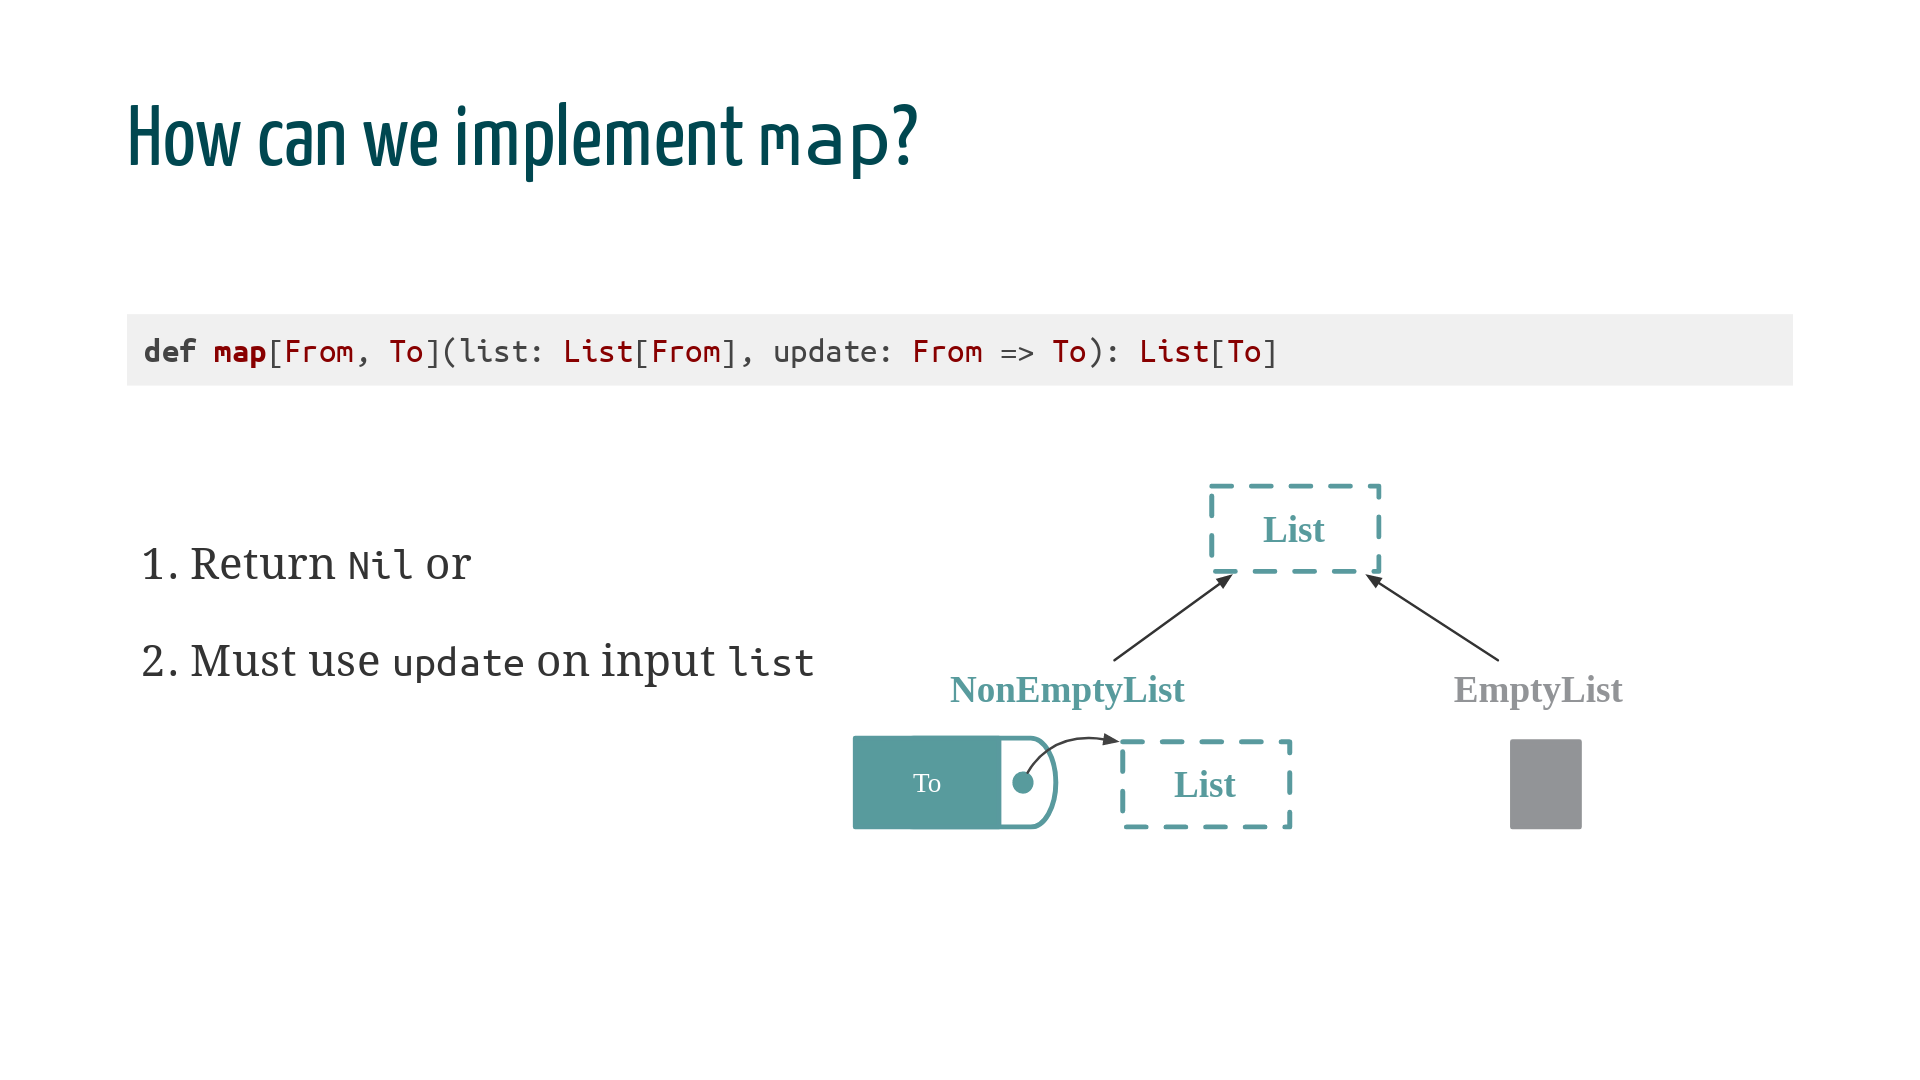 How can we implement map?
def map[From, To](list: List[From], update: From => To): List[To]
1. Return Nil or
2. Must use update on input list
List
NonEmptyList
EmptyList
To
List